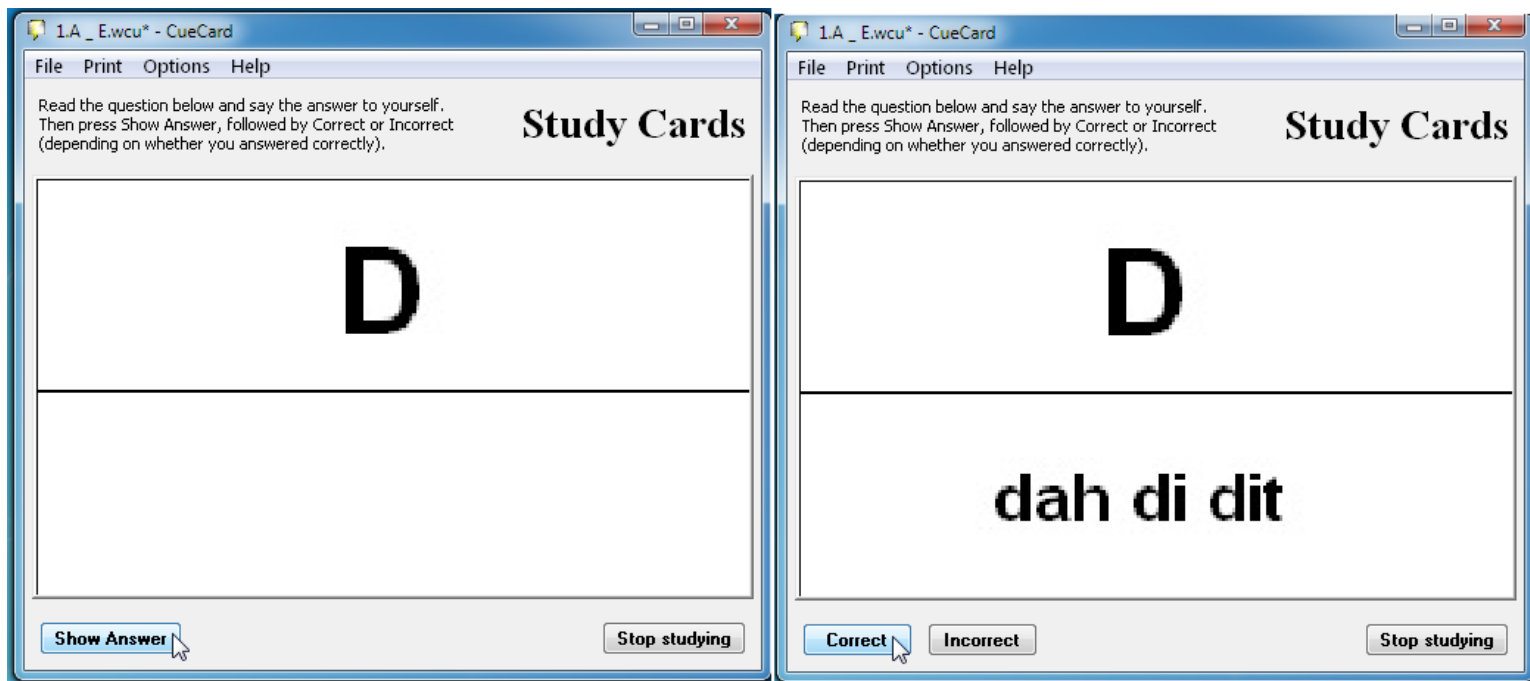 1.A _ E.wcu* - CueCard
File Print Options Help
Read the question below and say the answer to yourself.
Then press Show Answer, followed by Correct or Incorrect
(depending on whether you answered correctly).
Study Cards
D
Show Answer
Stop studying
1.A _ E.wcu* - CueCard
File Print Options Help
Read the question below and say the answer to yourself.
Then press Show Answer, followed by Correct or Incorrect
(depending on whether you answered correctly).
Study Cards
D
dah di dit
Correct
Incorrect
Stop studying